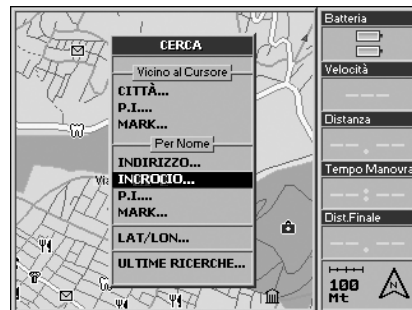 CERCA
Vicino al Cursore
CITTÀ...
P.I....
MARK...
Per Nome
INDIRIZZO...
INCROCIO...
P.I....
MARK...
LAT/LON...
ULTIME RICERCHE...
Via
Batteria
Velocità
Distanza
Tempo Manovra
Dist.Finale
100
Mt
N